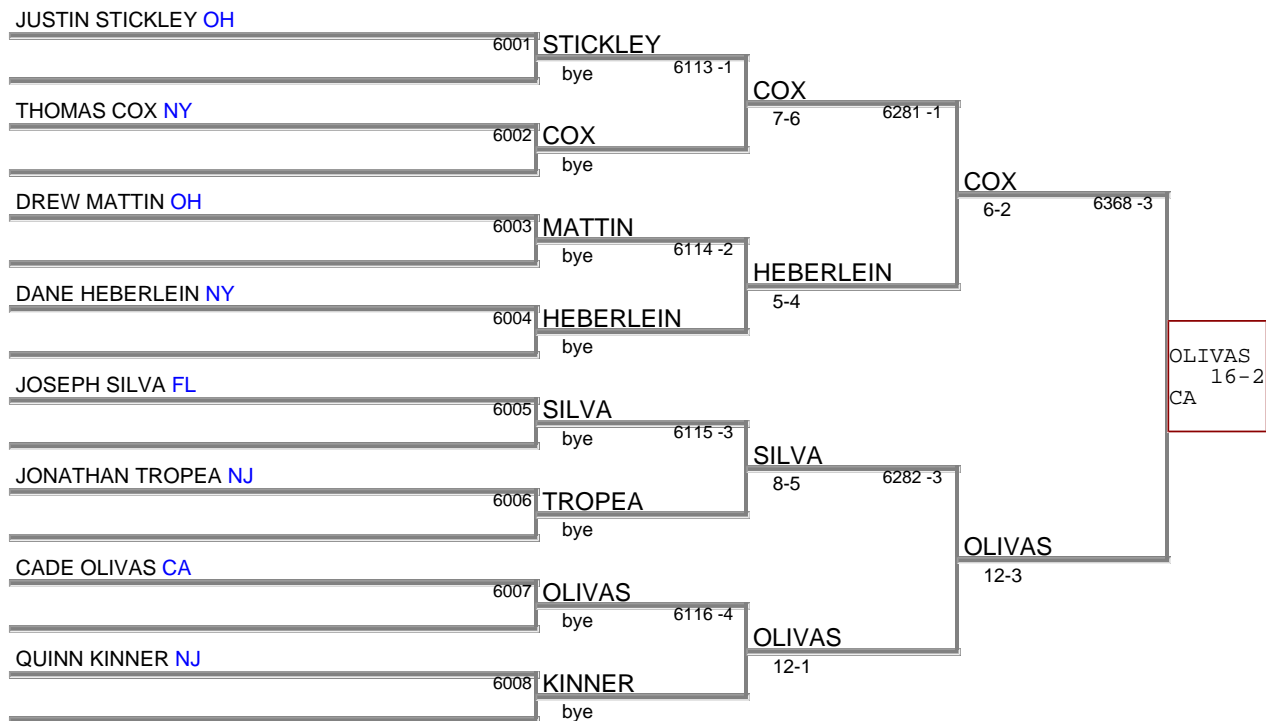 JUSTIN STICKLEY OH
6001 STICKLEY
bye 6113 -1
COX
7-6 6281 -1
THOMAS COX NY
6002 COX
bye
COX
6-2 6368 -3
DREW MATTIN OH
6003 MATTIN
bye 6114 -2
HEBERLEIN
5-4
DANE HEBERLEIN NY
6004 HEBERLEIN
bye
OLIVAS
16-2
CA
JOSEPH SILVA FL
6005 SILVA
bye 6115 -3
SILVA
8-5 6282 -3
JONATHAN TROPEA NJ
6006 TROPEA
bye
OLIVAS
12-3
CADE OLIVAS CA
6007 OLIVAS
bye 6116 -4
OLIVAS
12-1
QUINN KINNER NJ
6008 KINNER
bye